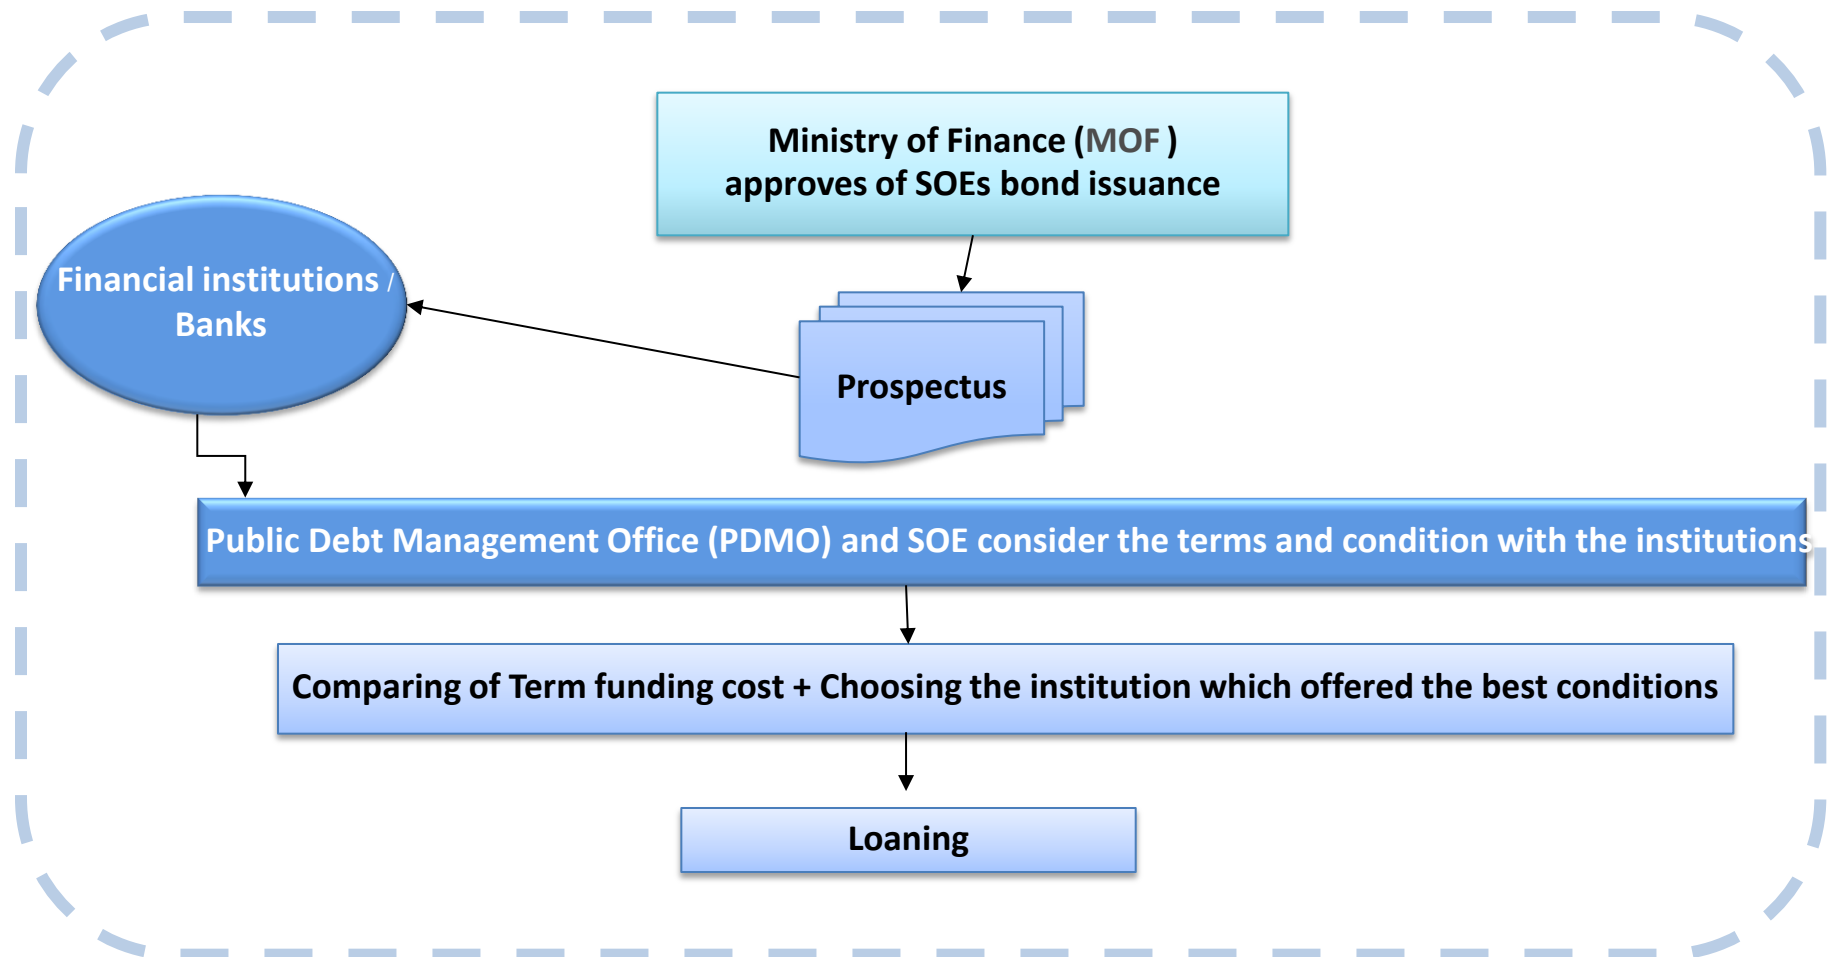 Ministry of Finance (MOF )
approves of SOEs bond issuance
Financial institutions /
Banks
Prospectus
Public Debt Management Office (PDMO) and SOE consider the terms and condition with the institutions
Comparing of Term funding cost + Choosing the institution which offered the best conditions
Loaning